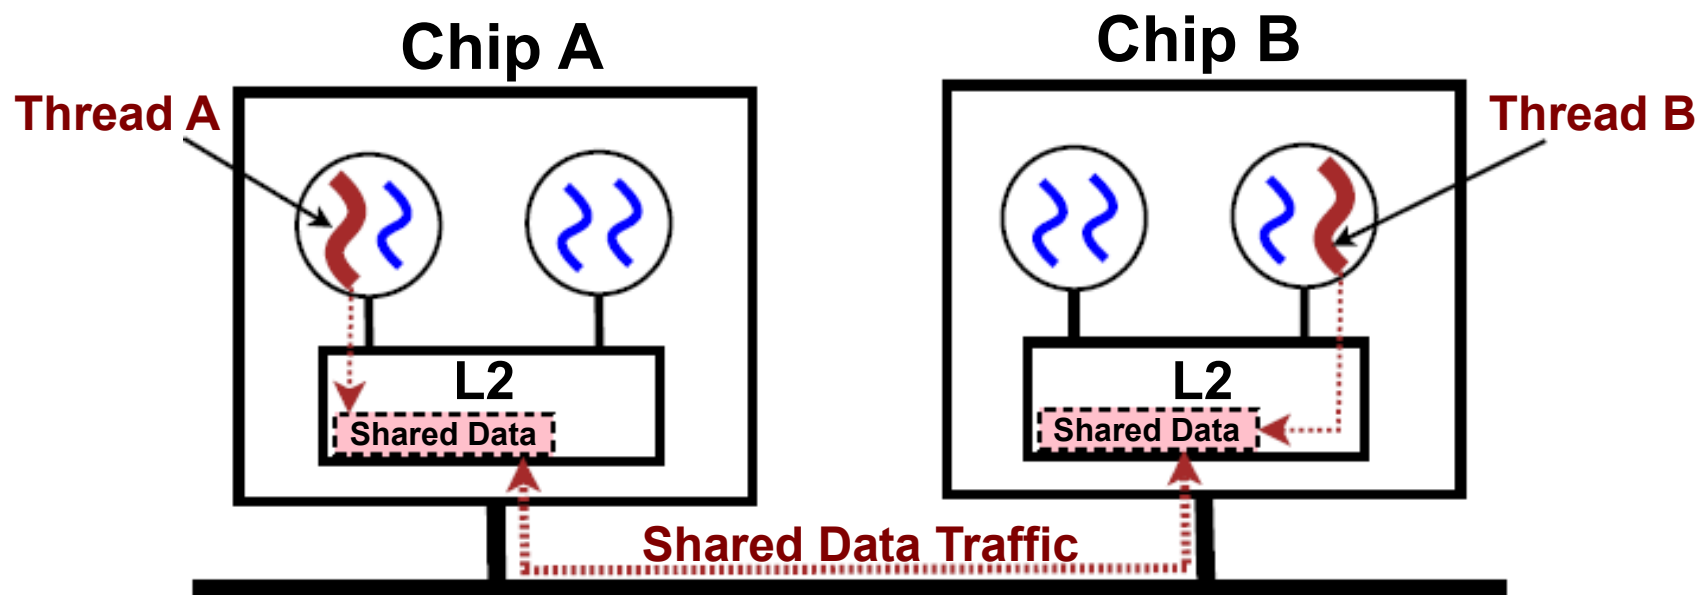 Chip A
Chip B
Thread A
Thread B
L2
Shared Data
L2
Shared Data
Shared Data Traffic